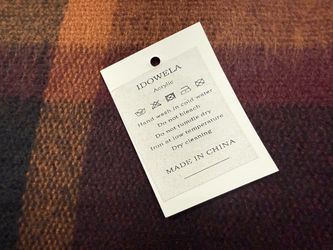 IDOWELA
Acrylic
Hand wash in cold water
Do not bleach
Do not tumdle dry
Iron at low temperature
Dry cleaning
MADE IN CHINA